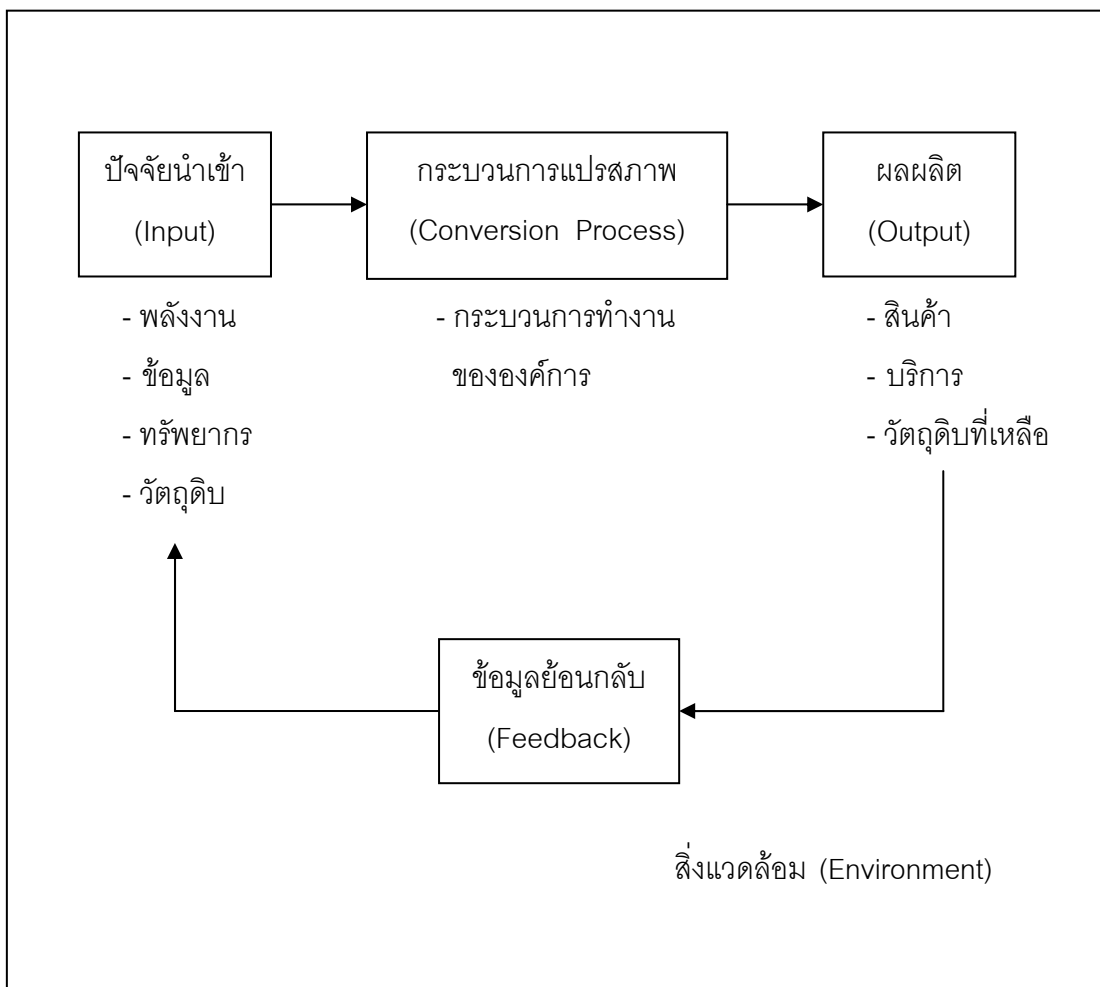 ปัจจัยนำเข้า
(Input)
กระบวนการแปรสภาพ
(Conversion Process)
ผลผลิต
(Output)
- พลังงาน
- ข้อมูล
- ทรัพยากร
- วัตถุดิบ
- กระบวนการทำงาน
ขององค์การ
- สินค้า
- บริการ
- วัตถุดิบที่เหลือ
ข้อมูลย้อนกลับ
(Feedback)
สิ่งแวดล้อม (Environment)